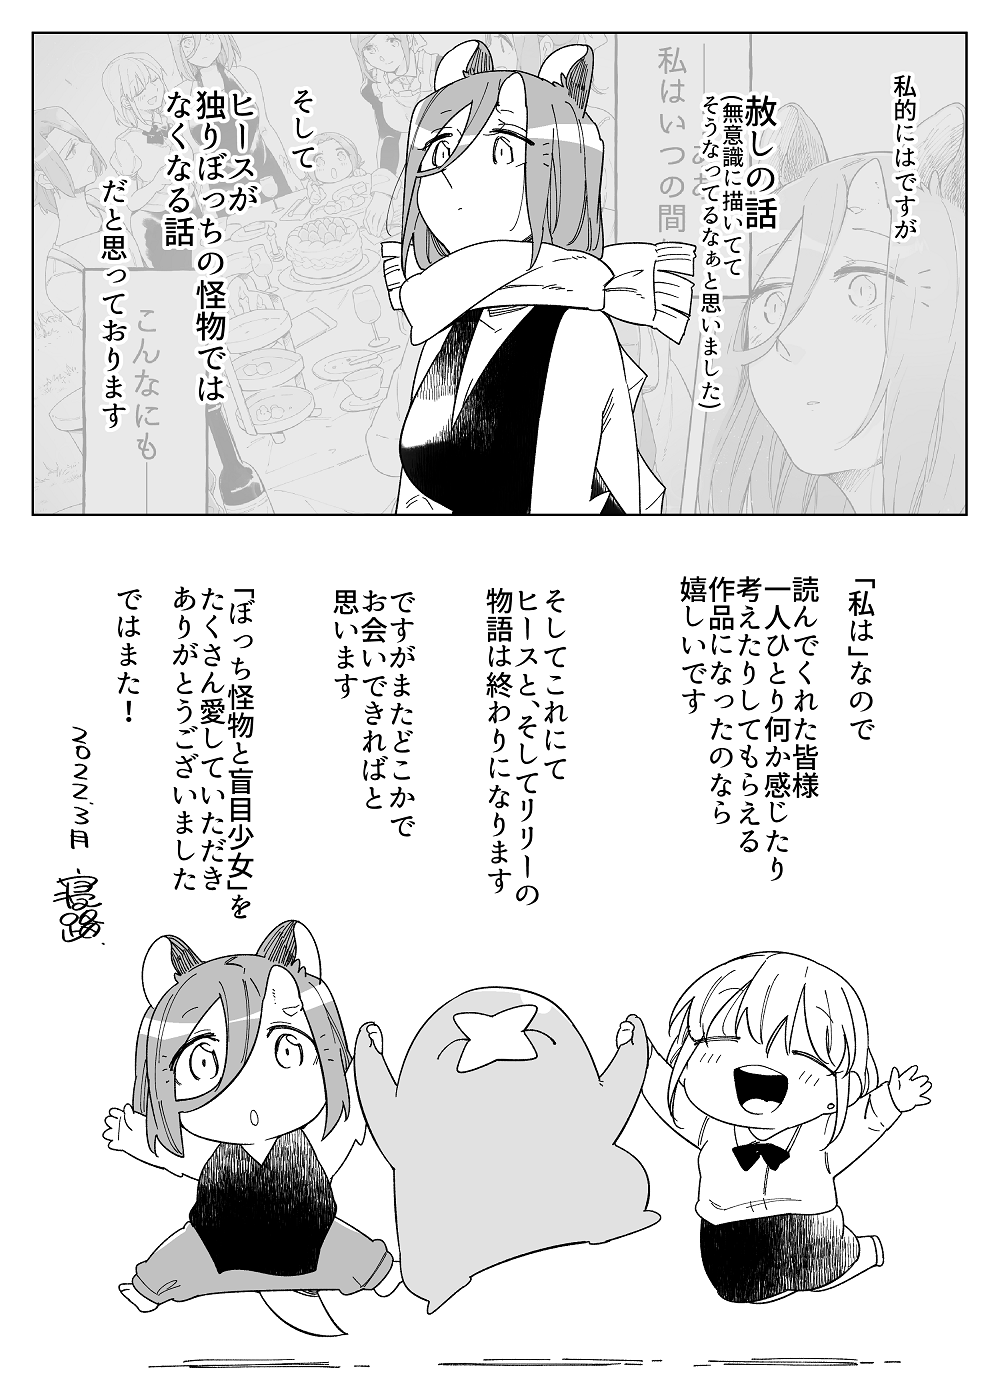 私的にはですが
赦しの話
(無意識に描いてて
そうなってるなぁと思いました)
私はいつの間
そして
ヒースが
独りぼっちの怪物では
なくなる話
だと思っております
こんなにも
「私は」なので
読んでくれた皆様
一人ひとり何か感じたり
考えたりしてもらえる
作品になったのなら
嬉しいです
そしてこれにて
ヒースと、そしてリリーの
物語は終わりになります
ですがまたどこかで
お会いできればと
思います
「ぼっち怪物と盲目少女」を
たくさん愛していただき
ありがとうございました
ではまた！
2022.3月
寝路